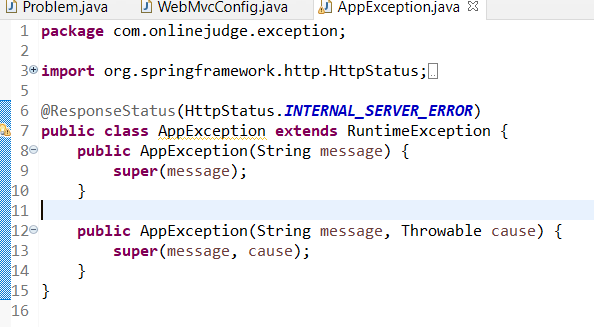 Problem.java WebMvcConfig.java AppException.java
1 package com.onlinejudge.exception;
2
3 import org.springframework.http.HttpStatus;
5
6 @ResponseStatus(HttpStatus.INTERNAL_SERVER_ERROR)
7 public class AppException extends RuntimeException {
8 public AppException(String message) {
9 super(message);
10 }
11
12 public AppException(String message, Throwable cause) {
13 super(message, cause);
14 }
15 }
16